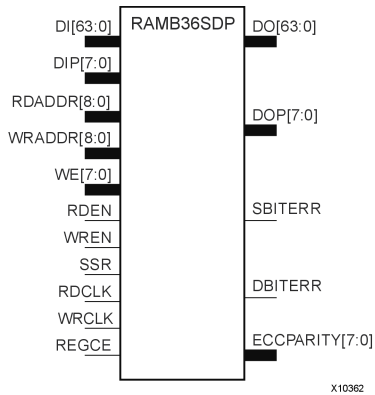 RAMB36SDP
DI[63:0]
DO[63:0]
DIP[7:0]
RDADDR[8:0]
DOP[7:0]
WRADDR[8:0]
WE[7:0]
RDEN
SBITERR
WREN
SSR
RDCLK
DBITERR
WRCLK
REGCE
ECCPARITY[7:0]
X10362